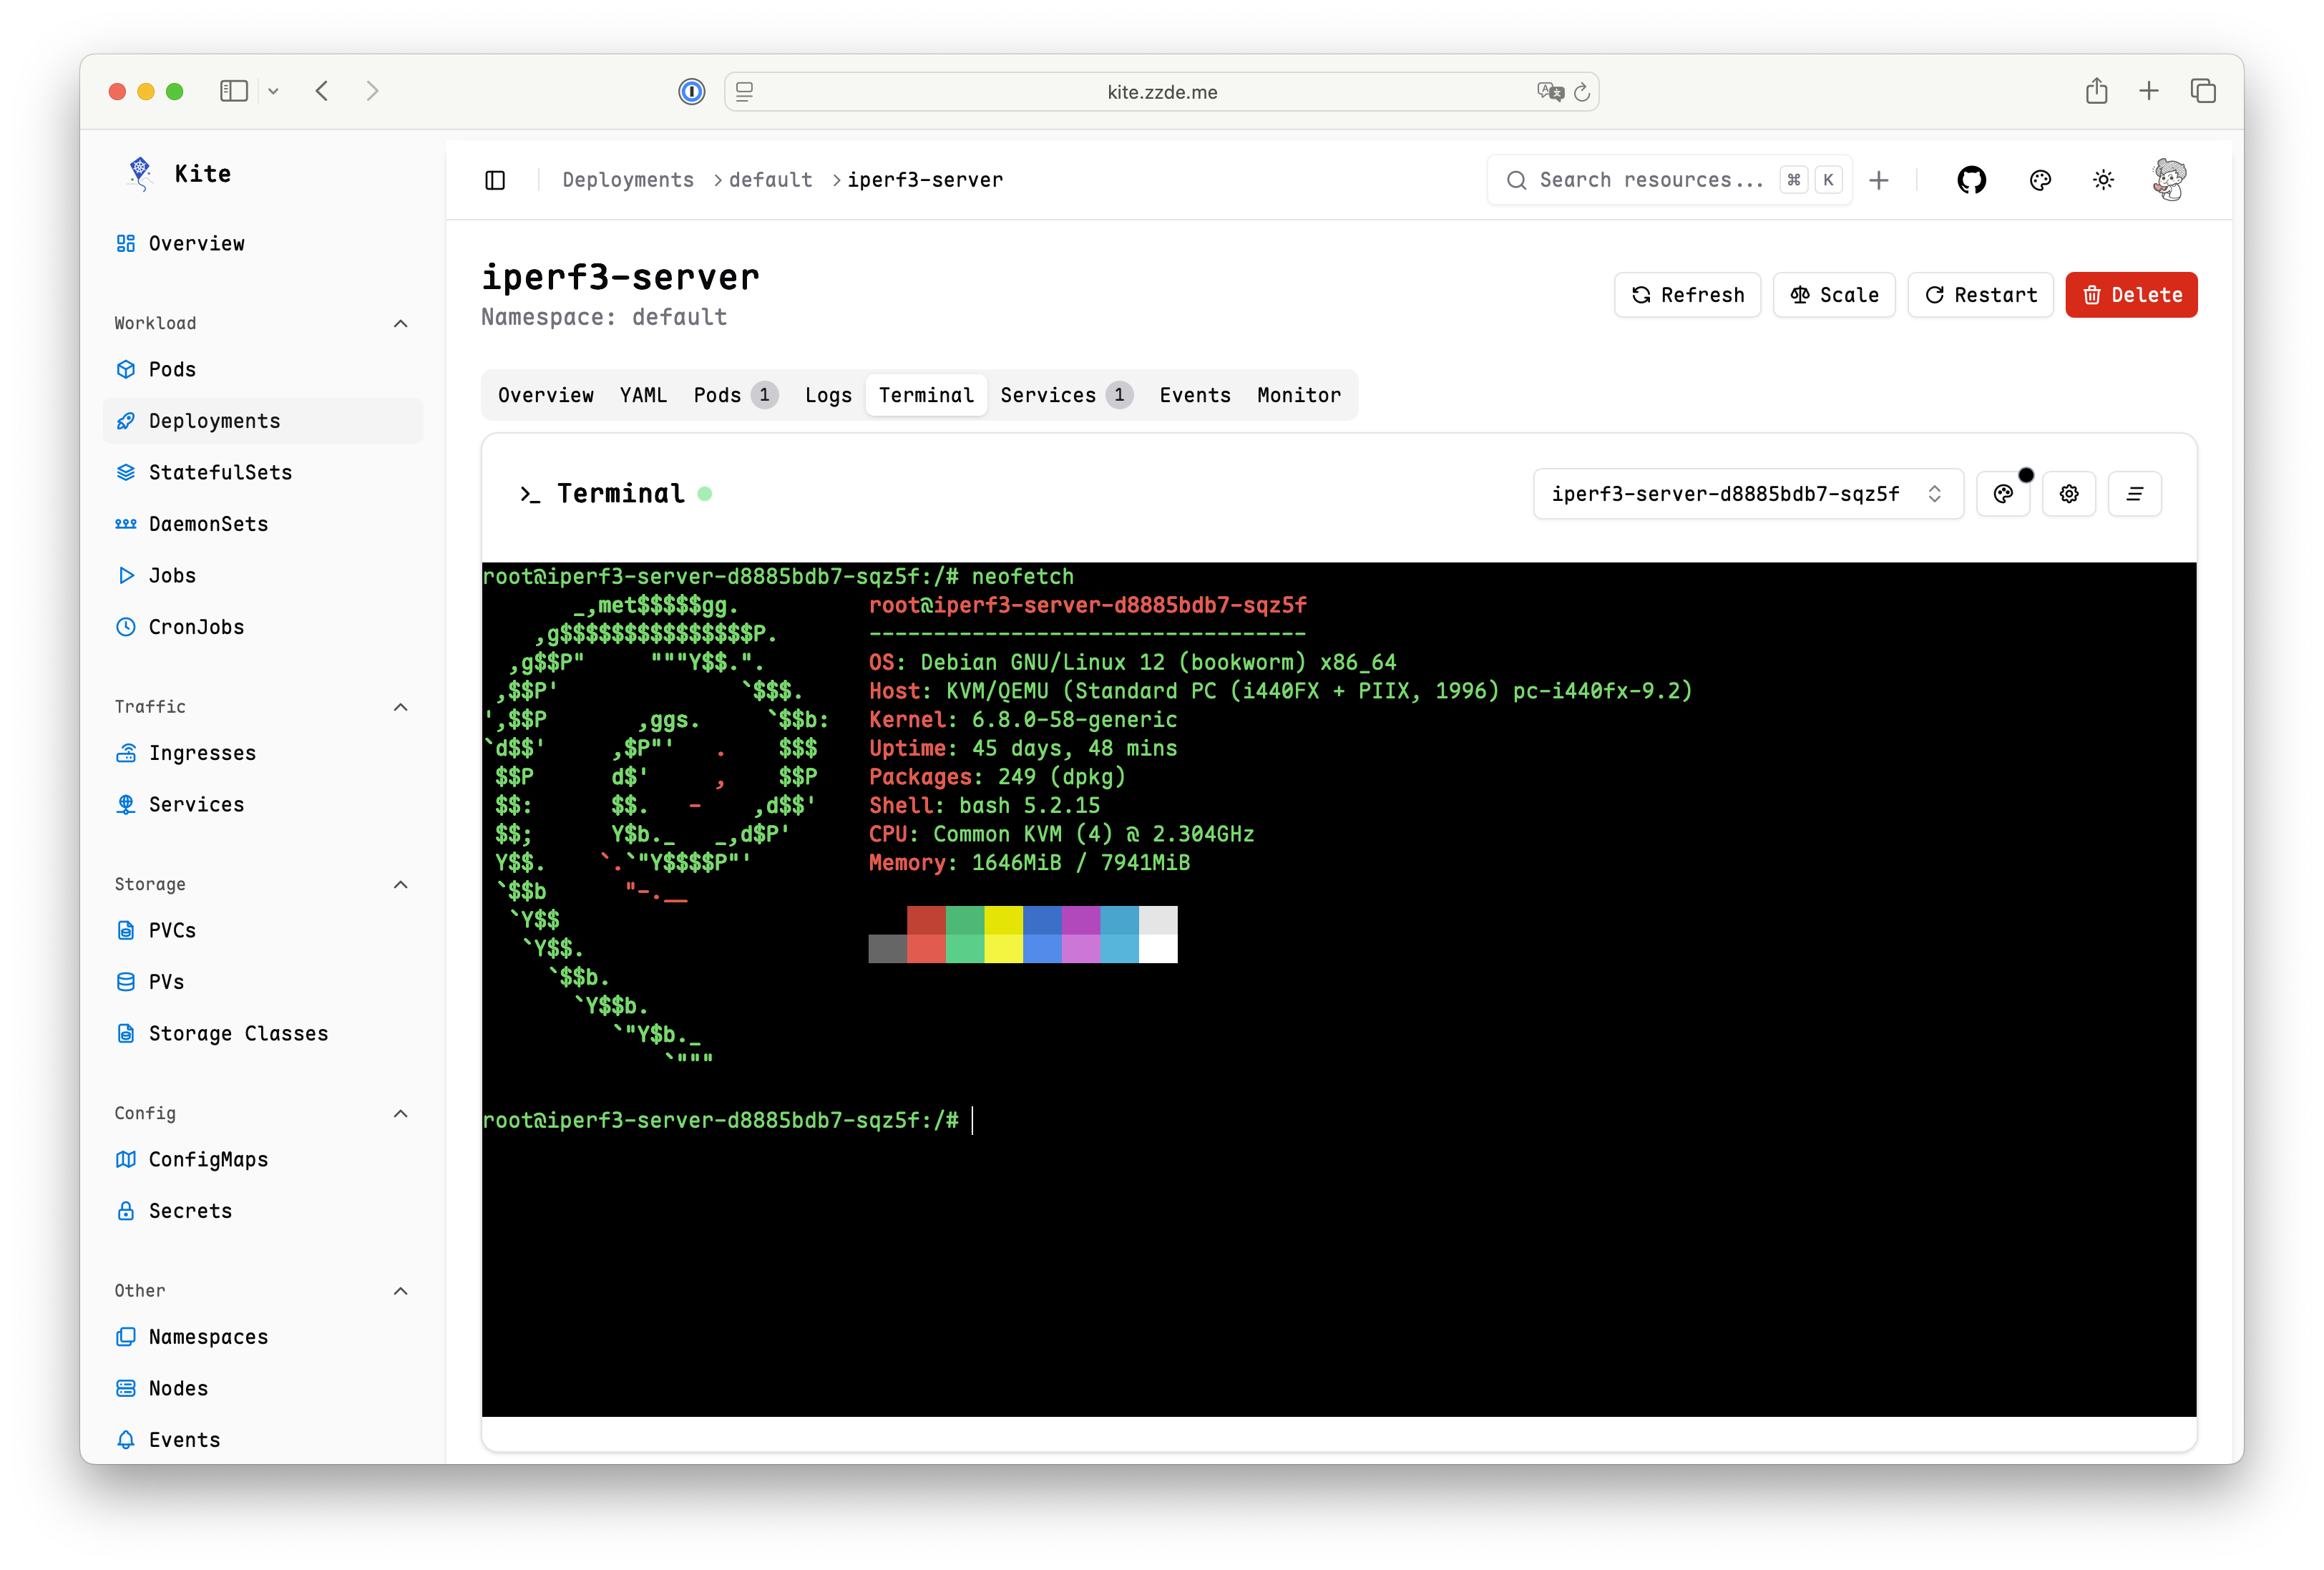 kite.zzde.me
Kite
Overview
Workload
Pods
Deployments
StatefulSets
DaemonSets
Jobs
CronJobs
Traffic
Ingresses
Services
Storage
PVCs
PVs
Storage Classes
Config
ConfigMaps
Secrets
Other
Namespaces
Nodes
Events
Deployments > default > iperf3-server
Search resources... ⌘ K
iperf3-server
Namespace: default
Refresh Scale Restart Delete
Overview YAML Pods 1 Logs Terminal Services 1 Events Monitor
>_ Terminal
iperf3-server-d8885bdb7-sqz5f
root@iperf3-server-d8885bdb7-sqz5f:/# neofetch
       _,met$$$$$gg.          root@iperf3-server-d8885bdb7-sqz5f
    ,g$$$$$$$$$$$$$$$P.       ----------------------------------
  ,g$$P"     """Y$$.".        OS: Debian GNU/Linux 12 (bookworm) x86_64
 ,$$P'              `$$$.     Host: KVM/QEMU (Standard PC (i440FX + PIIX, 1996) pc-i440fx-9.2)
',$$P       ,ggs.     `$$b:   Kernel: 6.8.0-58-generic
`d$$'     ,$P"'   .    $$$    Uptime: 45 days, 48 mins
 $$P      d$'     ,    $$P    Packages: 249 (dpkg)
 $$:      $$.   -    ,d$$'    Shell: bash 5.2.15
 $$;      Y$b._   _,d$P'      CPU: Common KVM (4) @ 2.304GHz
 Y$$.    `.`"Y$$$$P"'         Memory: 1646MiB / 7941MiB
 `$$b      "-.__
  `Y$$
   `Y$$.
     `$$b.
       `Y$$b.
          `"Y$b._
              `"""
root@iperf3-server-d8885bdb7-sqz5f:/#